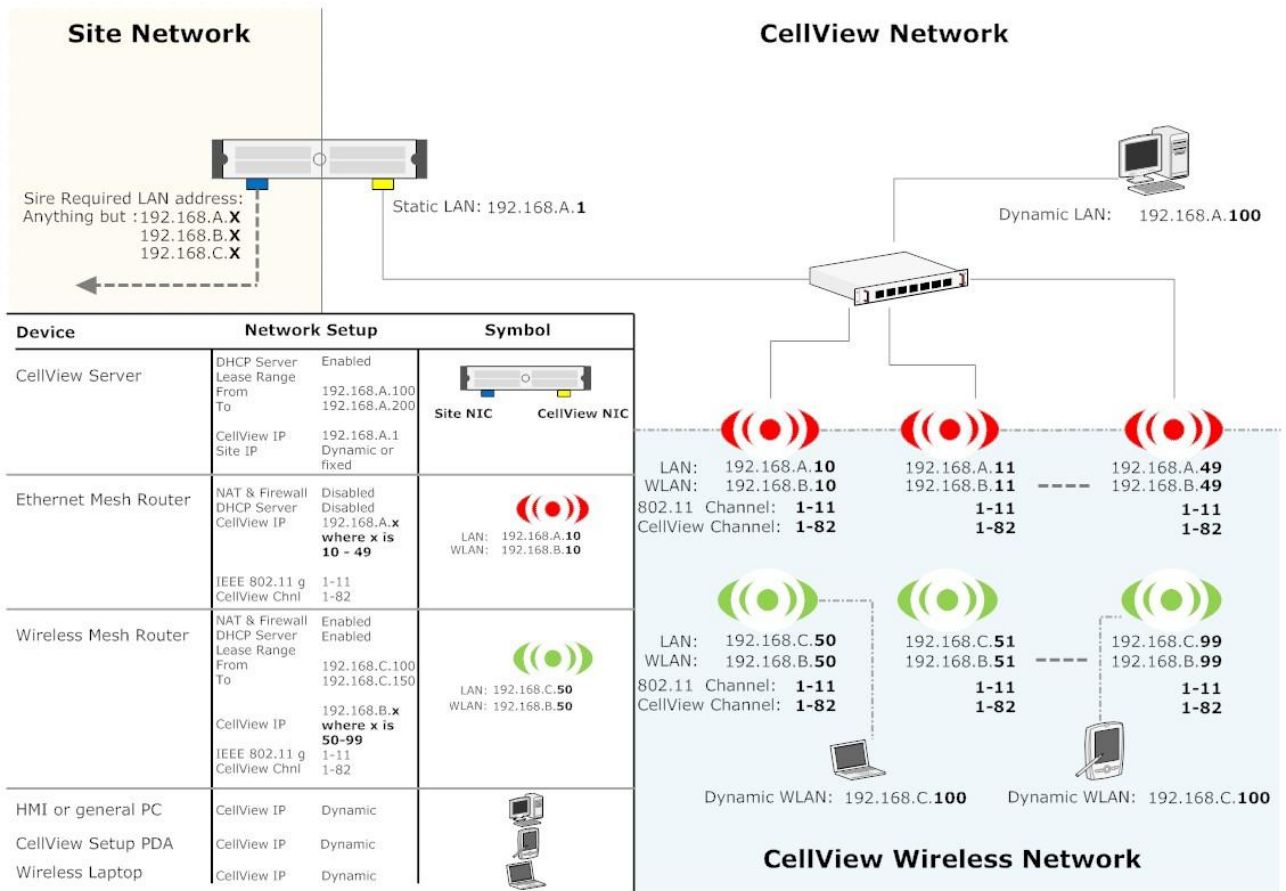 Site Network
CellView Network
Sire Required LAN address:
Anything but :192.168.A.X
192.168.B.X
192.168.C.X
Static LAN: 192.168.A.1
Dynamic LAN: 192.168.A.100
Device Network Setup Symbol
CellView Server
DHCP Server Enabled
Lease Range
From 192.168.A.100
To 192.168.A.200
CellView IP 192.168.A.1
Site IP Dynamic or
fixed
Site NIC CellView NIC
Ethernet Mesh Router
NAT & Firewall Disabled
DHCP Server Disabled
CellView IP 192.168.A.x
where x is
10 - 49
IEEE 802.11 g 1-11
CellView Chnl 1-82
LAN: 192.168.A.10
WLAN: 192.168.B.10
Wireless Mesh Router
NAT & Firewall Enabled
DHCP Server Enabled
Lease Range
From 192.168.C.100
To 192.168.C.150
192.168.B.x
CellView IP where x is
50-99
IEEE 802.11 g 1-11
CellView Chnl 1-82
LAN: 192.168.C.50
WLAN: 192.168.B.50
HMI or general PC CellView IP Dynamic
CellView Setup PDA CellView IP Dynamic
Wireless Laptop CellView IP Dynamic
LAN: 192.168.A.10 192.168.A.11 192.168.A.49
WLAN: 192.168.B.10 192.168.B.11 192.168.B.49
802.11 Channel: 1-11 1-11 1-11
CellView Channel: 1-82 1-82 1-82
LAN: 192.168.C.50 192.168.C.51 192.168.C.99
WLAN: 192.168.B.50 192.168.B.51 192.168.B.99
802.11 Channel: 1-11 1-11 1-11
CellView Channel: 1-82 1-82 1-82
Dynamic WLAN: 192.168.C.100 Dynamic WLAN: 192.168.C.100
CellView Wireless Network